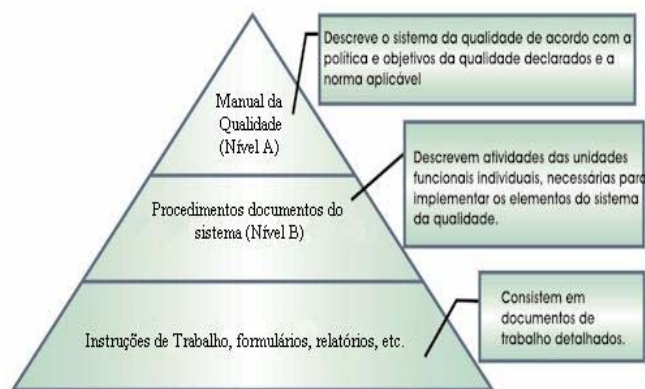 Descreve o sistema da qualidade de acordo com a
política e objetivos da qualidade declarados e a
norma aplicável
Manual da
Qualidade
(Nível A)
Descrevem atividades das unidades
funcionais individuais, necessárias para
implementar os elementos do sistema
da qualidade.
Procedimentos documentos do
sistema (Nível B)
Consistem em
documentos de
trabalho detalhados.
Instruções de Trabalho, formulários, relatórios, etc.